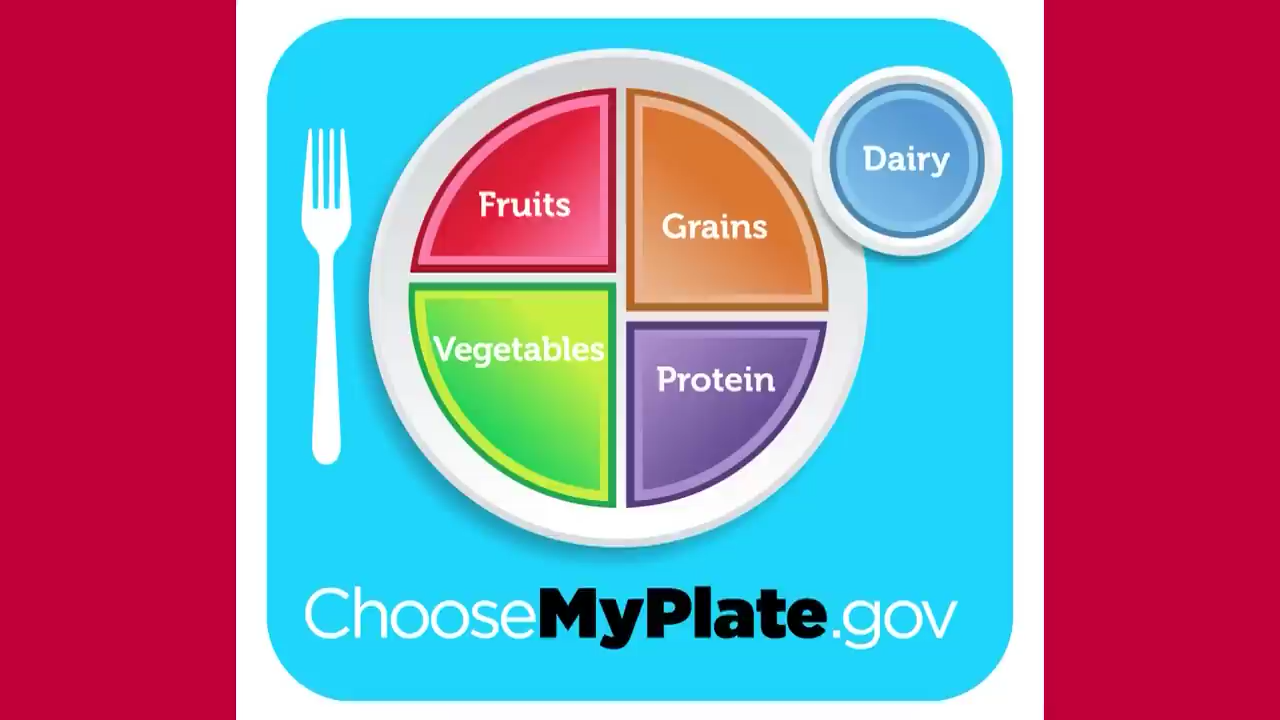 Fruits
Grains
Dairy
Vegetables
Protein
ChooseMyPlate.gov